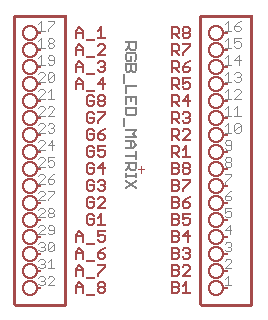 17 A_1 R8 16
18 A_2 R7 15
19 A_3 R6 14
20 A_4 R5 13
21 G8 R4 12
22 G7 R3 11
23 G6 R2 10
24 G5 R1 9
25 G4 B8 8
26 G3 B7 7
27 G2 B6 6
28 G1 B5 5
29 A_5 B4 4
30 A_6 B3 3
31 A_7 B2 2
32 A_8 B1 1
RGB_LED_MATRIX